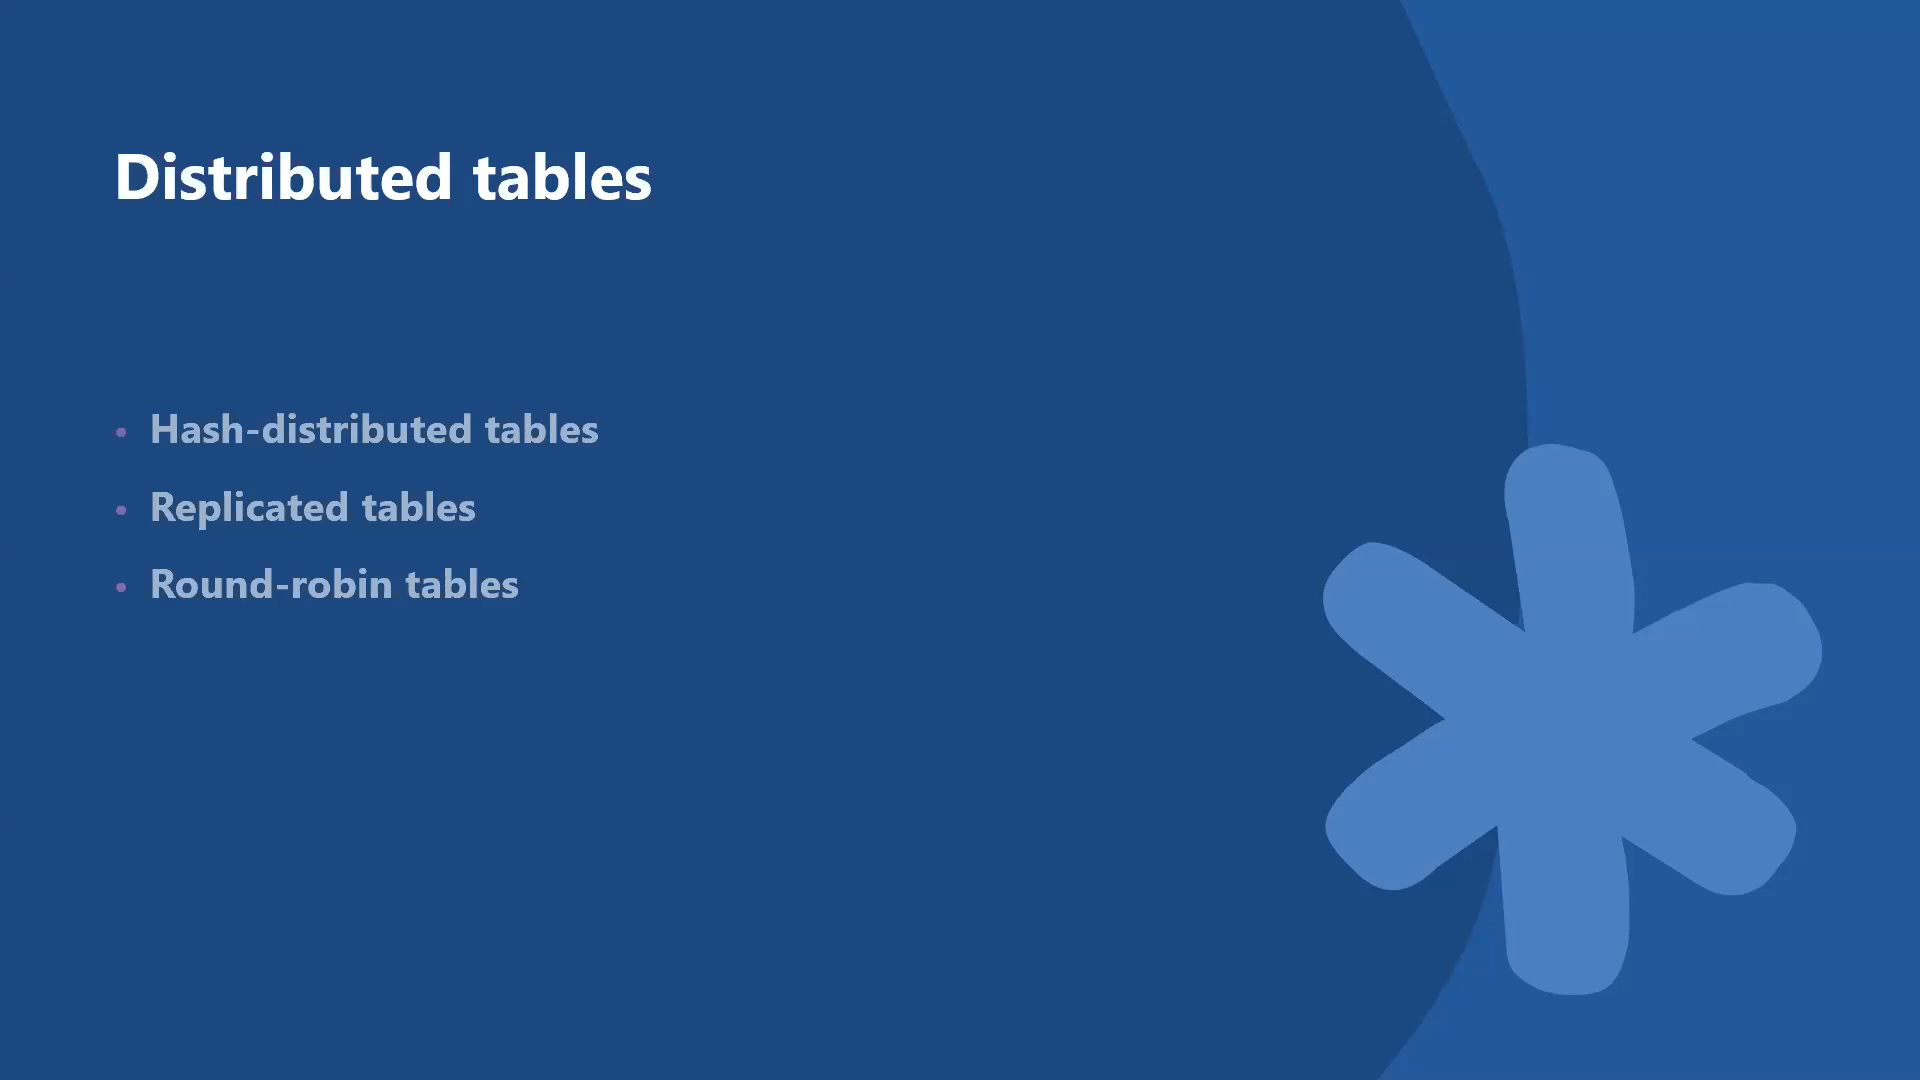 Distributed tables
• Hash-distributed tables
• Replicated tables
• Round-robin tables